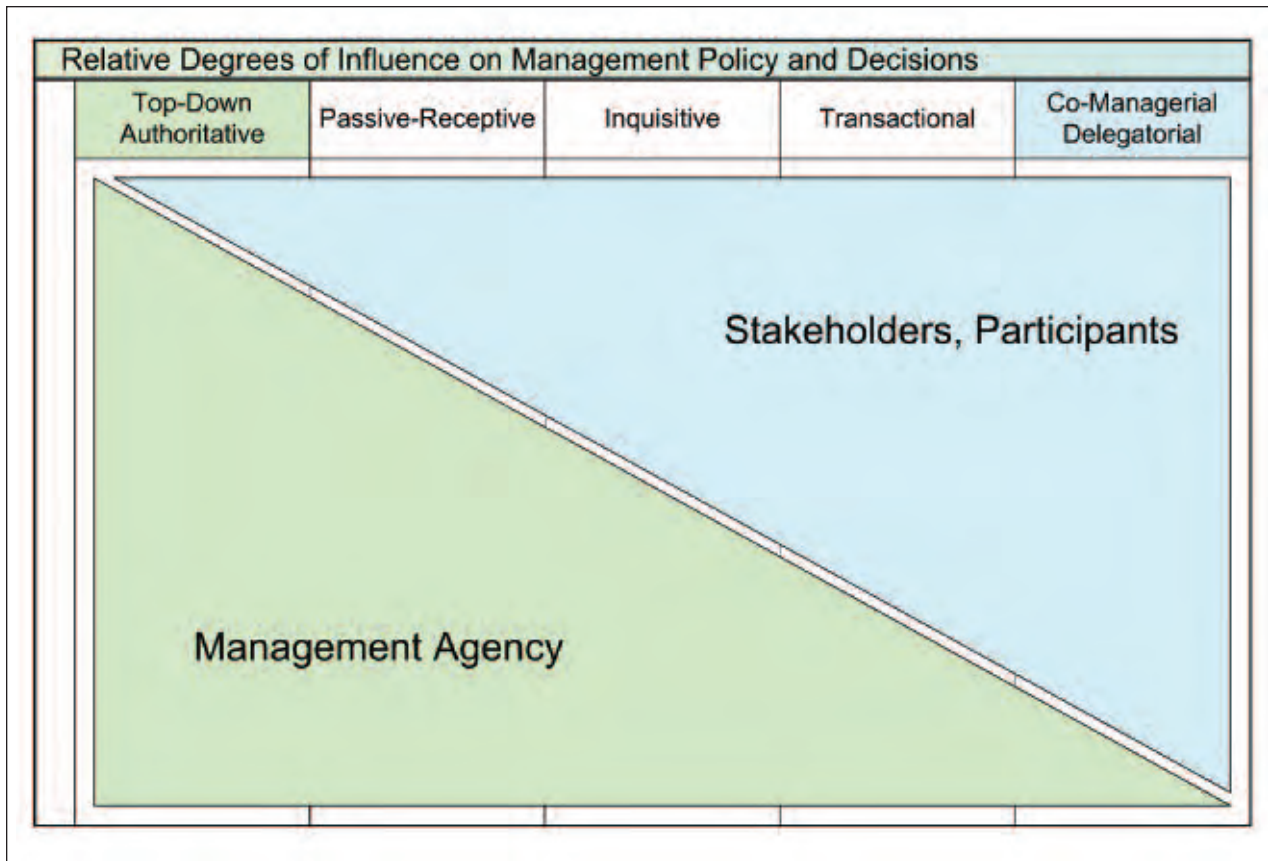 Relative Degrees of Influence on Management Policy and Decisions
Top-Down
Authoritative
Passive-Receptive
Inquisitive
Transactional
Co-Managerial
Delegatorial
Stakeholders, Participants
Management Agency